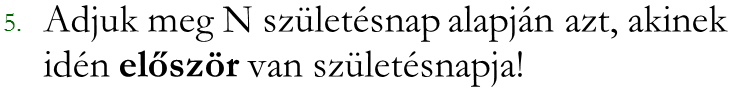 5. Adjuk meg N születésnap alapján azt, akinek
idén először van születésnapja!